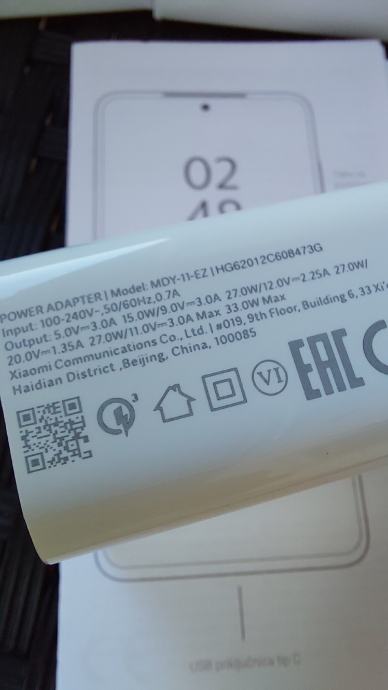 02
48
POWER ADAPTER | Model: MDY-11-EZ | HG62012C608473G
Input: 100-240V~,50/60Hz,0.7A
Output: 5.0V⎓3.0A 15.0W/9.0V⎓3.0A 27.0W/12.0V⎓2.25A 27.0W/
20.0V⎓1.35A 27.0W/11.0V⎓3.0A Max 33.0W Max
Xiaomi Communications Co., Ltd. | #019, 9th Floor, Building 6, 33 Xi'e
Haidian District ,Beijing, China, 100085
3
VI
EAC
USB priključnica tip C